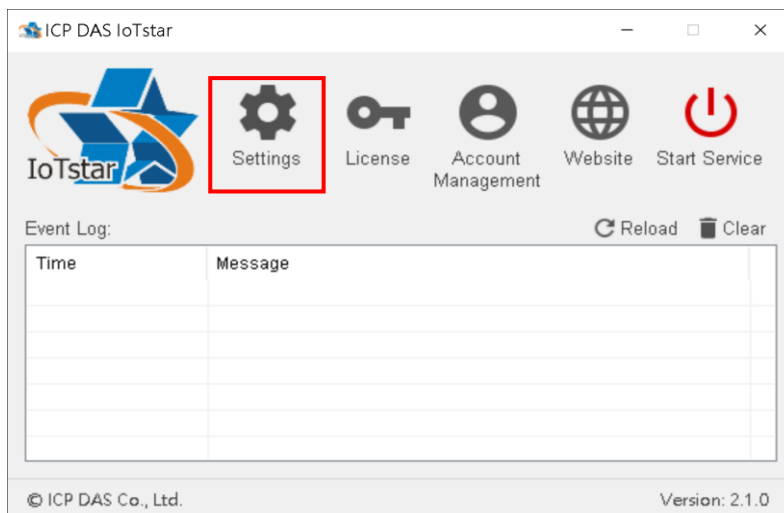 ICP DAS IoTstar
IoTstar
Settings
License
Account
Management
Website
Start Service
Event Log:
Reload
Clear
Time
Message
© ICP DAS Co., Ltd.
Version: 2.1.0